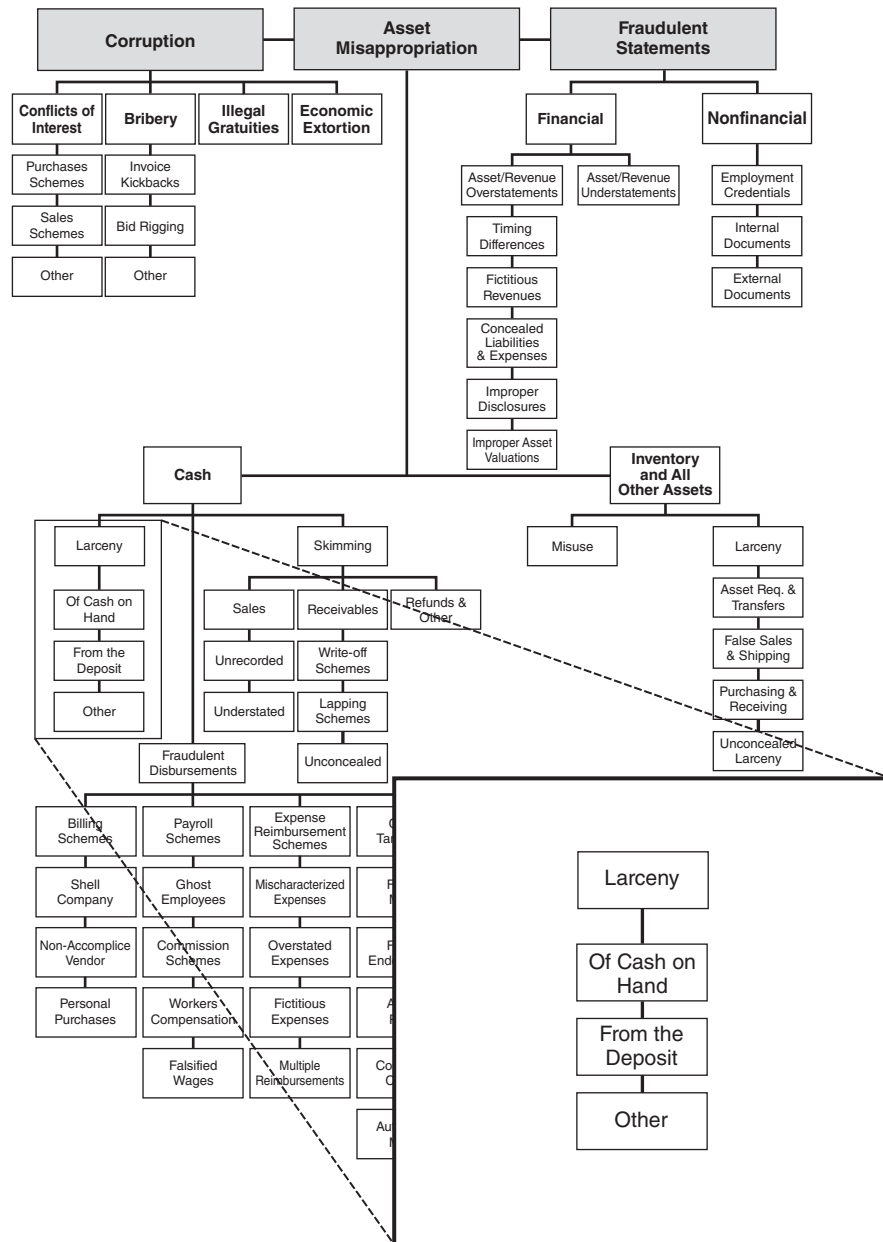 Corruption
Asset
Misappropriation
Fraudulent
Statements
Conflicts of
Interest
Bribery
Illegal
Gratuities
Economic
Extortion
Financial
Nonfinancial
Purchases
Schemes
Invoice
Kickbacks
Asset/Revenue
Overstatements
Asset/Revenue
Understatements
Employment
Credentials
Sales
Schemes
Bid Rigging
Timing
Differences
Internal
Documents
Other
Other
Fictitious
Revenues
External
Documents
Concealed
Liabilities
& Expenses
Improper
Disclosures
Improper Asset
Valuations
Cash
Inventory
and All
Other Assets
Larceny
Skimming
Misuse
Larceny
Of Cash on
Hand
Sales
Receivables
Refunds &
Other
Asset Req. &
Transfers
From the
Deposit
Unrecorded
Write-off
Schemes
False Sales
& Shipping
Other
Understated
Lapping
Schemes
Purchasing &
Receiving
Fraudulent
Disbursements
Unconcealed
Unconcealed
Larceny
Billing
Schemes
Payroll
Schemes
Expense
Reimbursement
Schemes
Shell
Company
Ghost
Employees
Mischaracterized
Expenses
Non-Accomplice
Vendor
Commission
Schemes
Overstated
Expenses
Personal
Purchases
Workers
Compensation
Fictitious
Expenses
Falsified
Wages
Multiple
Reimbursements
Larceny
Of Cash on
Hand
From the
Deposit
Other